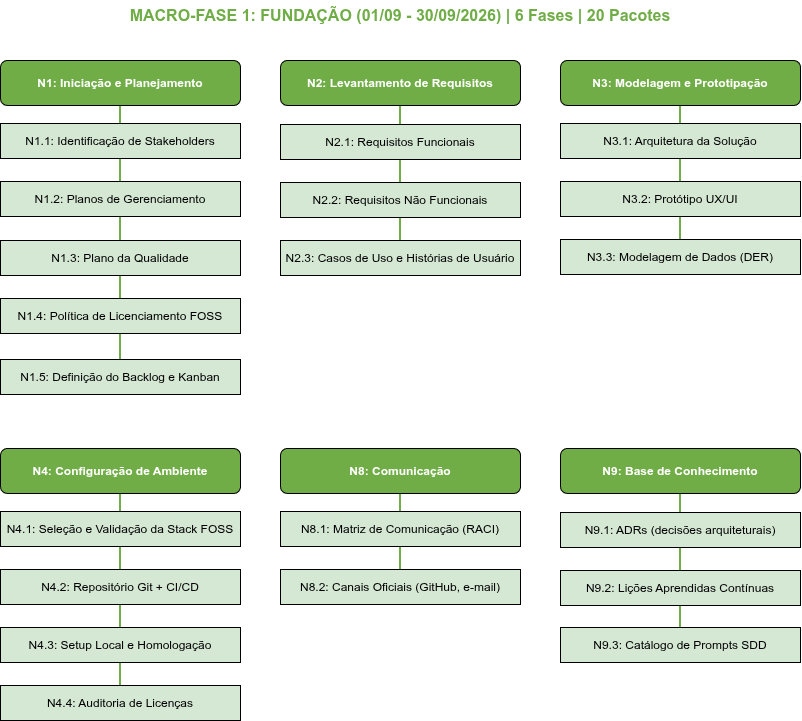 MACRO-FASE 1: FUNDAÇÃO (01/09 - 30/09/2026) | 6 Fases | 20 Pacotes
N1: Iniciação e Planejamento
N1.1: Identificação de Stakeholders
N1.2: Planos de Gerenciamento
N1.3: Plano da Qualidade
N1.4: Política de Licenciamento FOSS
N1.5: Definição do Backlog e Kanban
N2: Levantamento de Requisitos
N2.1: Requisitos Funcionais
N2.2: Requisitos Não Funcionais
N2.3: Casos de Uso e Histórias de Usuário
N3: Modelagem e Prototipação
N3.1: Arquitetura da Solução
N3.2: Protótipo UX/UI
N3.3: Modelagem de Dados (DER)
N4: Configuração de Ambiente
N4.1: Seleção e Validação da Stack FOSS
N4.2: Repositório Git + CI/CD
N4.3: Setup Local e Homologação
N4.4: Auditoria de Licenças
N8: Comunicação
N8.1: Matriz de Comunicação (RACI)
N8.2: Canais Oficiais (GitHub, e-mail)
N9: Base de Conhecimento
N9.1: ADRs (decisões arquiteturais)
N9.2: Lições Aprendidas Contínuas
N9.3: Catálogo de Prompts SDD